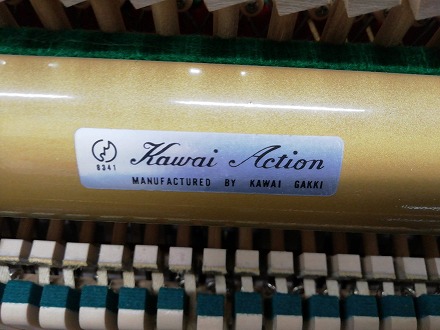 Kawai Action
8341
MANUFACTURED BY KAWAI GAKKI